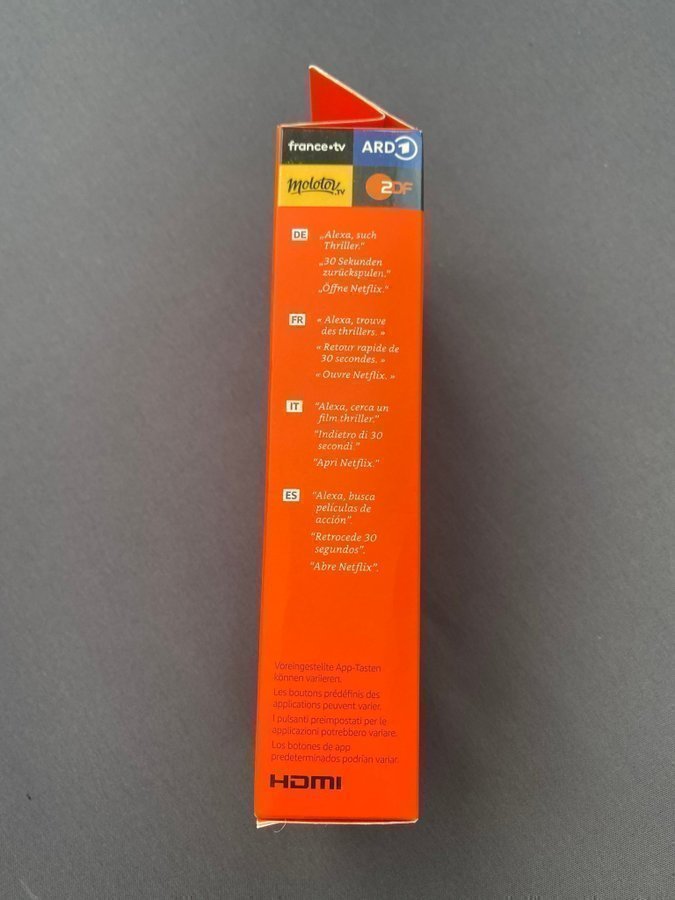 france•tv
ARD 1
molotov.TV
2DF
DE
„Alexa, such
Thriller."
„30 Sekunden
zurückspulen."
„Öffne Netflix."
FR
« Alexa, trouve
des thrillers. »
« Retour rapide de
30 secondes. »
« Ouvre Netflix. »
IT
"Alexa, cerca un
film thriller."
"Indietro di 30
secondi."
"Apri Netflix."
ES
"Alexa, busca
películas de
acción".
"Retrocede 30
segundos".
"Abre Netflix".
Voreingestellte App-Tasten
können variieren.
Les boutons prédéfinis des
applications peuvent varier.
I pulsanti preimpostati per le
applicazioni potrebbero variare.
Los botones de app
predeterminados podrían variar.
HDMI